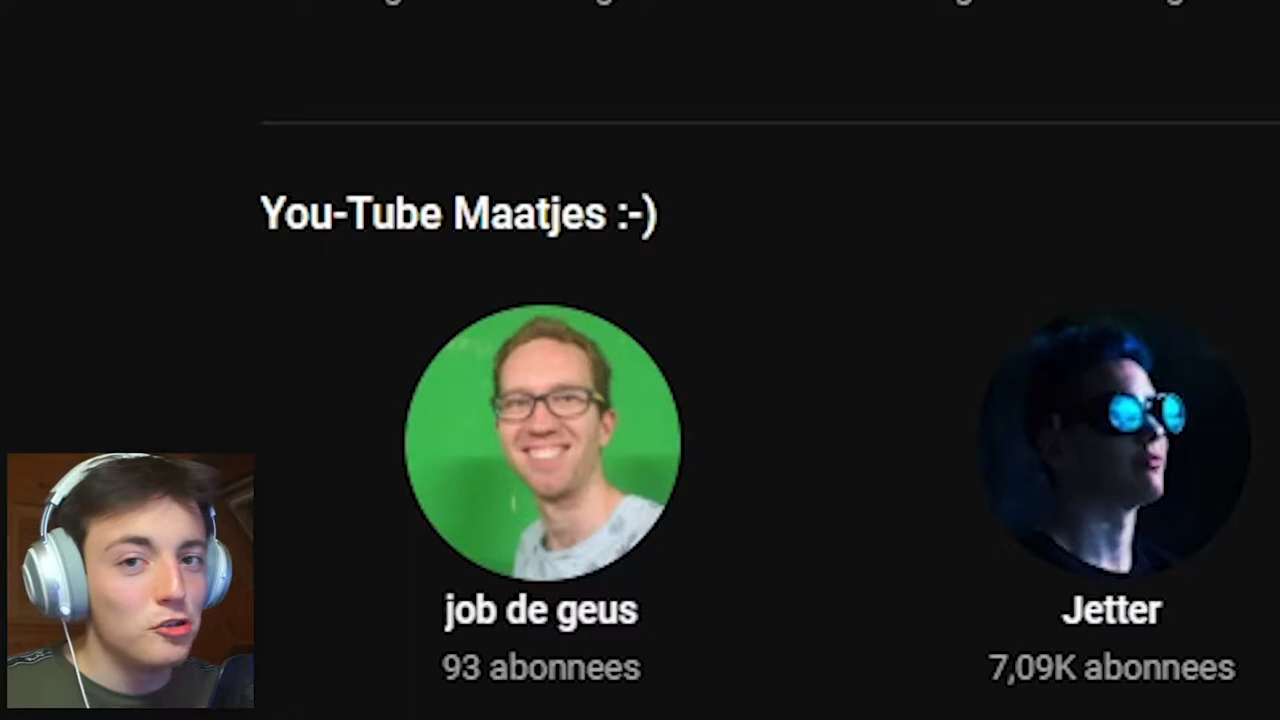 You-Tube Maatjes :-)
job de geus
Jetter
93 abonnees
7,09K abonnees